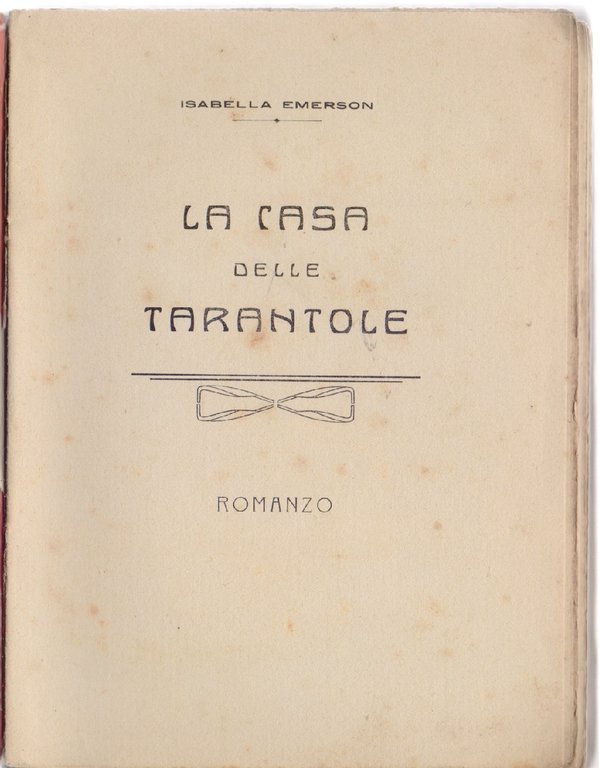 ISABELLA EMERSON
LA CASA
DELLE
TARANTOLE
ROMANZO